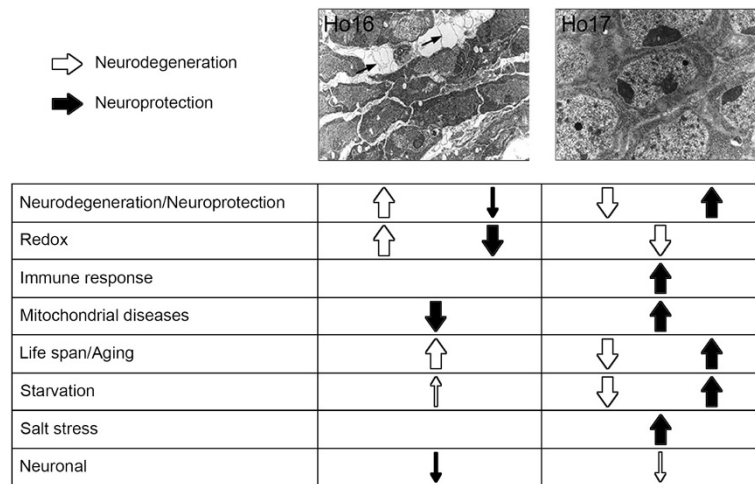 Ho16
Ho17
Neurodegeneration
Neuroprotection
Neurodegeneration/Neuroprotection
Redox
Immune response
Mitochondrial diseases
Life span/Aging
Starvation
Salt stress
Neuronal